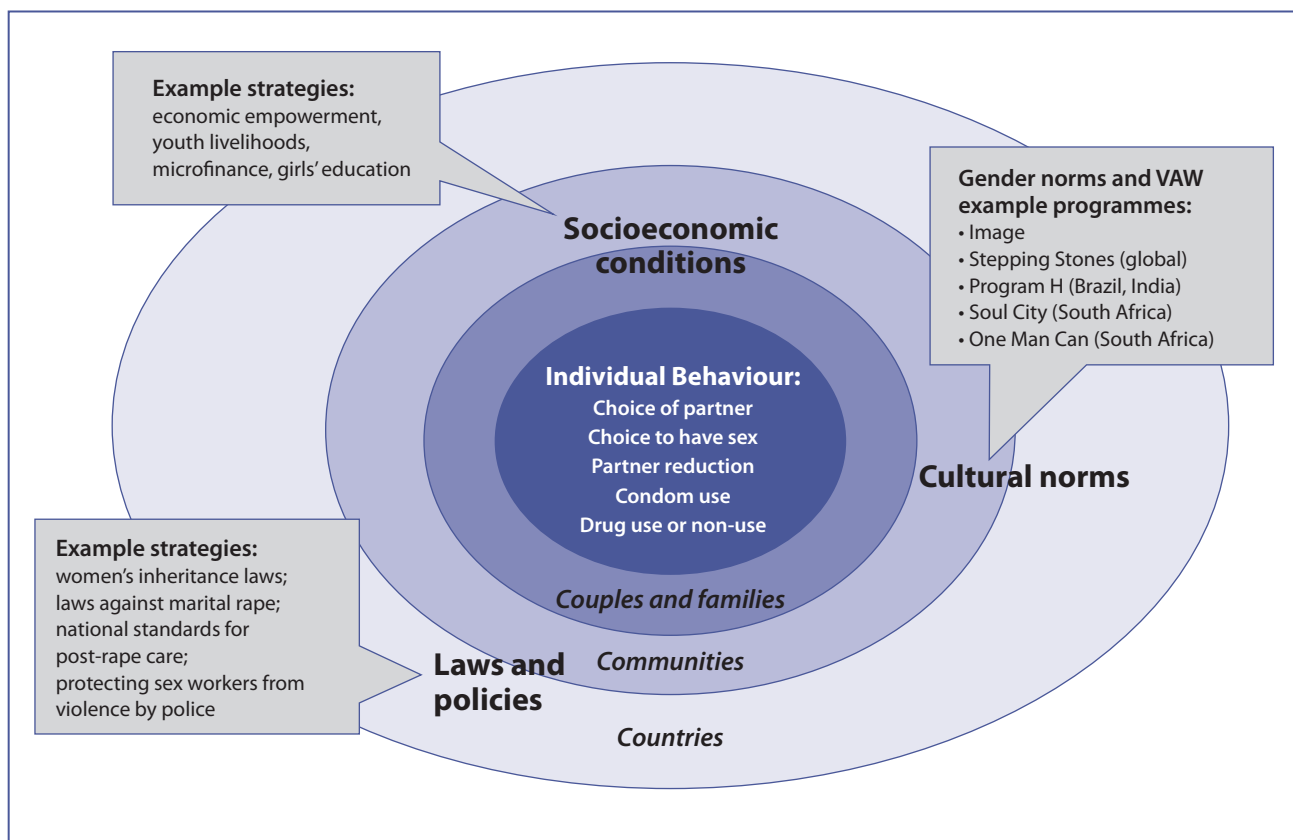 Example strategies:
economic empowerment,
youth livelihoods,
microfinance, girls’ education
Socioeconomic
conditions
Gender norms and VAW
example programmes:
• Image
• Stepping Stones (global)
• Program H (Brazil, India)
• Soul City (South Africa)
• One Man Can (South Africa)
Individual Behaviour:
Choice of partner
Choice to have sex
Partner reduction
Condom use
Drug use or non-use
Cultural norms
Example strategies:
women’s inheritance laws;
laws against marital rape;
national standards for
post-rape care;
protecting sex workers from
violence by police
Couples and families
Communities
Laws and
policies
Countries